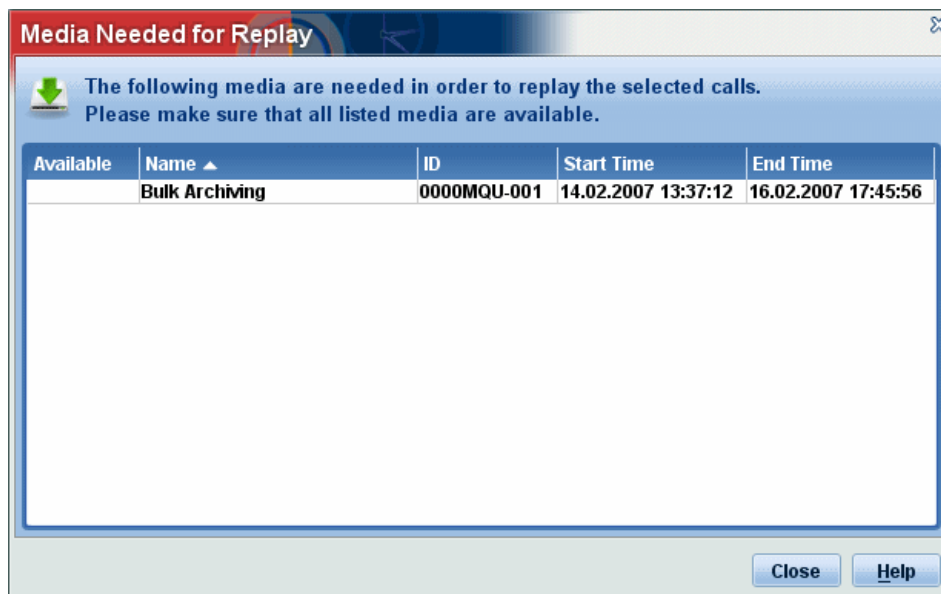 Media Needed for Replay
The following media are needed in order to replay the selected calls.
Please make sure that all listed media are available.
Available Name ID Start Time End Time
Bulk Archiving 0000MQU-001 14.02.2007 13:37:12 16.02.2007 17:45:56
Close Help